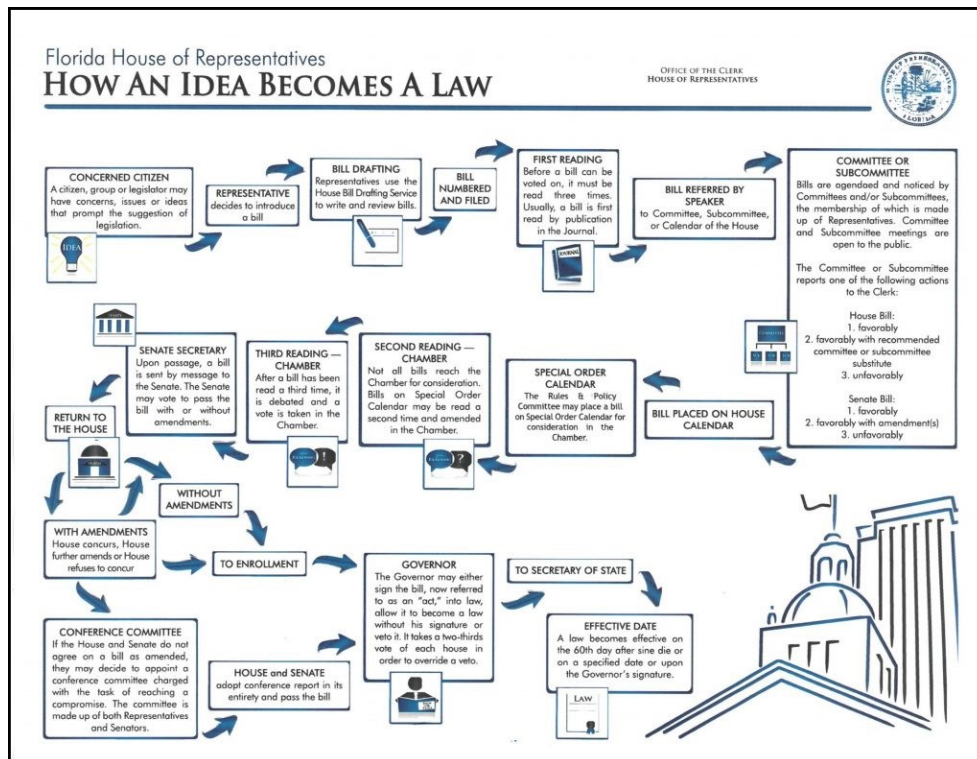 Florida House of Representatives
HOW AN IDEA BECOMES A LAW
OFFICE OF THE CLERK
HOUSE OF REPRESENTATIVES
CONCERNED CITIZEN
A citizen, group or legislator may
have concerns, issues or ideas
that prompt the suggestion of
legislation.
IDEA
REPRESENTATIVE
decides to introduce
a bill
BILL DRAFTING
Representatives use the
House Bill Drafting Service
to write and review bills.
BILL
NUMBERED
AND FILED
FIRST READING
Before a bill can be
voted on, it must be
read three times.
Usually, a bill is first
read by publication
in the Journal.
JOURNAL
BILL REFERRED BY
SPEAKER
to Committee, Subcommittee,
or Calendar of the House
COMMITTEE OR
SUBCOMMITTEE
Bills are agendaed and noticed by
Committees and/or Subcommittees,
the membership of which is made
up of Representatives. Committee
and Subcommittee meetings are
open to the public.
The Committee or Subcommittee
reports one of the following actions
to the Clerk:
House Bill:
1. favorably
2. favorably with recommended
committee or subcommittee
substitute
3. unfavorably
Senate Bill:
1. favorably
2. favorably with amendment(s)
3. unfavorably
BILL PLACED ON HOUSE
CALENDAR
SPECIAL ORDER
CALENDAR
The Rules & Policy
Committee may place a bill
on Special Order Calendar for
consideration in the
Chamber.
SECOND READING —
CHAMBER
Not all bills reach the
Chamber for consideration.
Bills on Special Order
Calendar may be read a
second time and amended
in the Chamber.
?
THIRD READING —
CHAMBER
After a bill has been
read a third time, it
is debated and a
vote is taken in the
Chamber.
!
SENATE SECRETARY
Upon passage, a bill
is sent by message to
the Senate. The Senate
may vote to pass the
bill with or without
amendments.
RETURN TO
THE HOUSE
WITHOUT
AMENDMENTS
WITH AMENDMENTS
House concurs, House
further amends or House
refuses to concur
TO ENROLLMENT
CONFERENCE COMMITTEE
If the House and Senate do not
agree on a bill as amended,
they may decide to appoint a
conference committee charged
with the task of reaching a
compromise. The committee is
made up of both Representatives
and Senators.
HOUSE and SENATE
adopt conference report in its
entirety and pass the bill
GOVERNOR
The Governor may either
sign the bill, now referred
to as an "act," into law,
allow it to become a law
without his signature or
veto it. It takes a two-thirds
vote of each house in
order to override a veto.
TO SECRETARY OF STATE
EFFECTIVE DATE
A law becomes effective on
the 60th day after sine die or
on a specified date or upon
the Governor's signature.
LAW